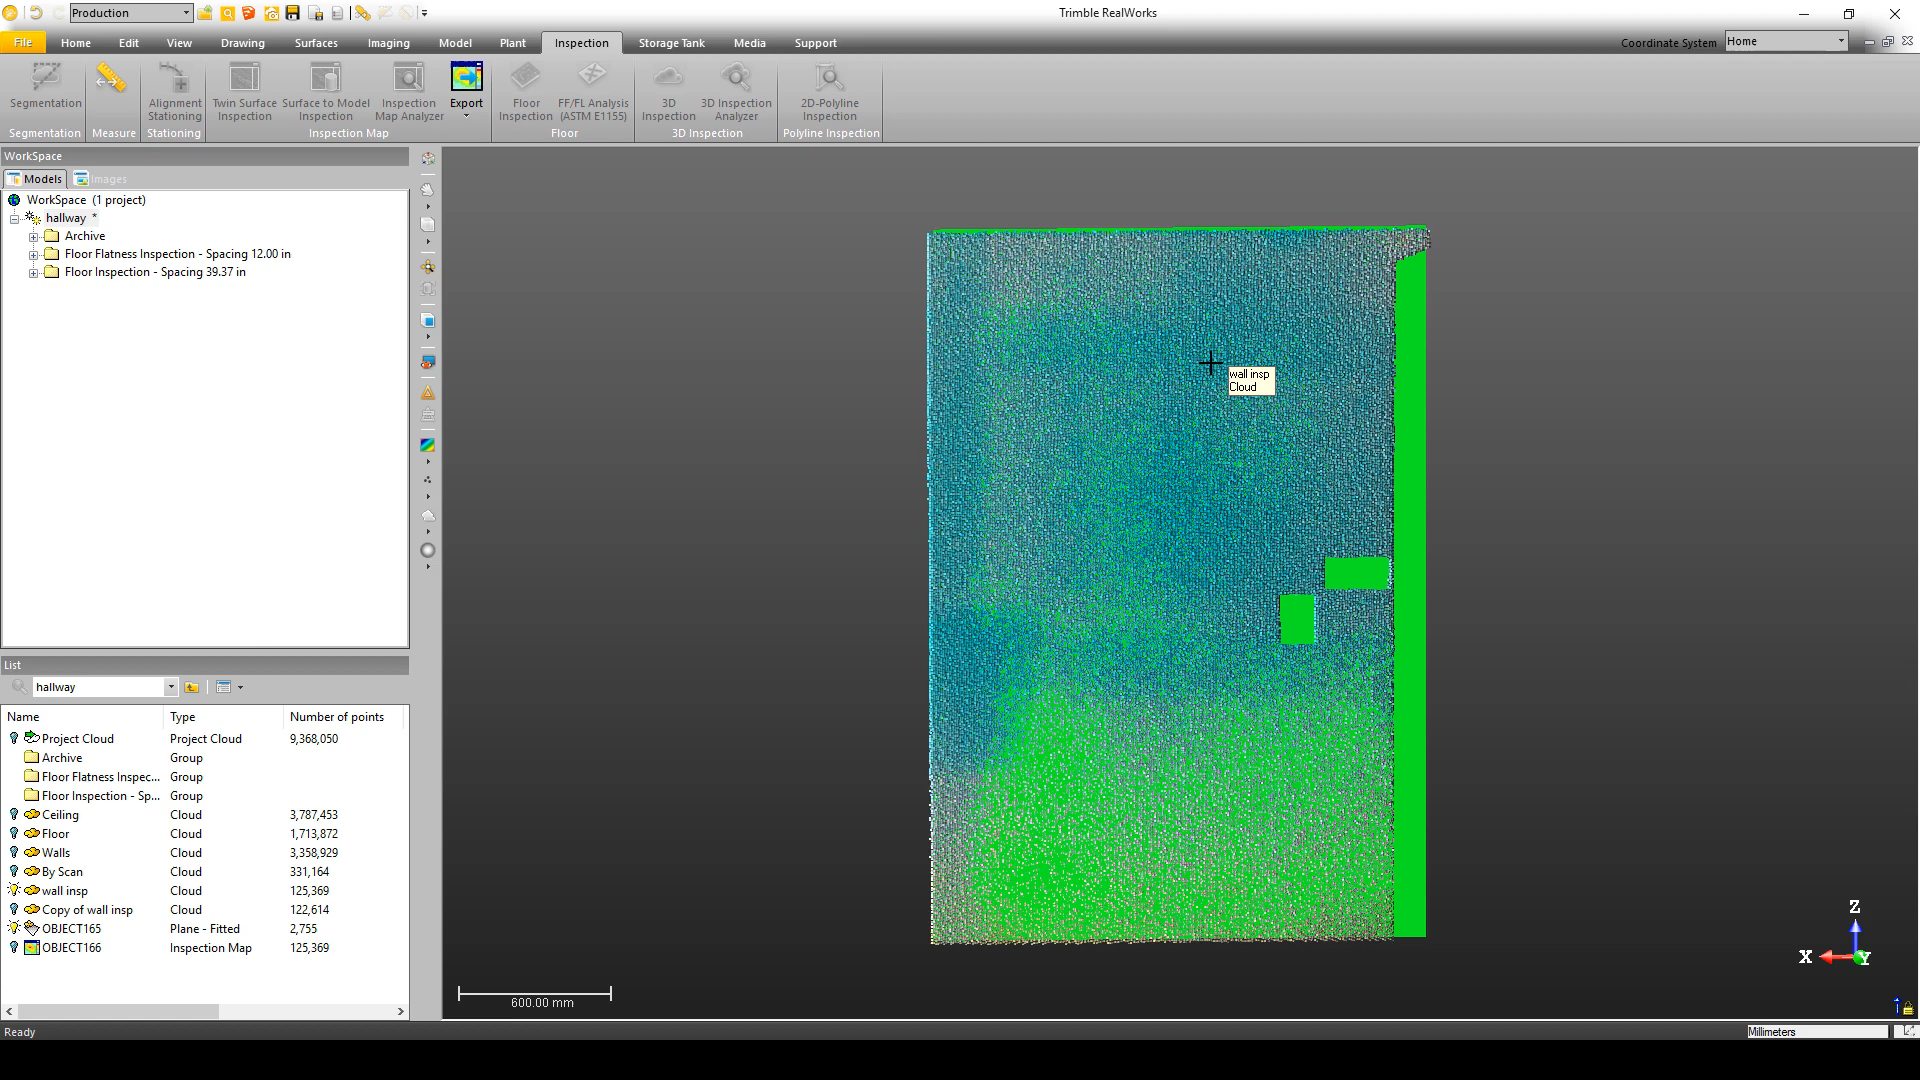 Production
Trimble RealWorks
File Home Edit View Drawing Surfaces Imaging Model Plant Inspection Storage Tank Media Support
Coordinate System Home
Segmentation
Alignment Stationing
Twin Surface Inspection
Surface to Model Inspection
Inspection Map Analyzer
Export
Floor Inspection
FF/FL Analysis (ASTM E1155)
3D Inspection
3D Inspection Analyzer
2D-Polyline Inspection
Segmentation Measure Stationing Inspection Map Floor 3D Inspection Polyline Inspection
WorkSpace
Models Images
WorkSpace (1 project)
hallway *
Archive
Floor Flatness Inspection - Spacing 12.00 in
Floor Inspection - Spacing 39.37 in
wall insp
Cloud
List
hallway
Name Type Number of points
Project Cloud Project Cloud 9,368,050
Archive Group
Floor Flatness Inspec... Group
Floor Inspection - Sp... Group
Ceiling Cloud 3,787,453
Floor Cloud 1,713,872
Walls Cloud 3,358,929
By Scan Cloud 331,164
wall insp Cloud 125,369
Copy of wall insp Cloud 122,614
OBJECT165 Plane - Fitted 2,755
OBJECT166 Inspection Map 125,369
600.00 mm
Z
X
Y
Ready
Millimeters